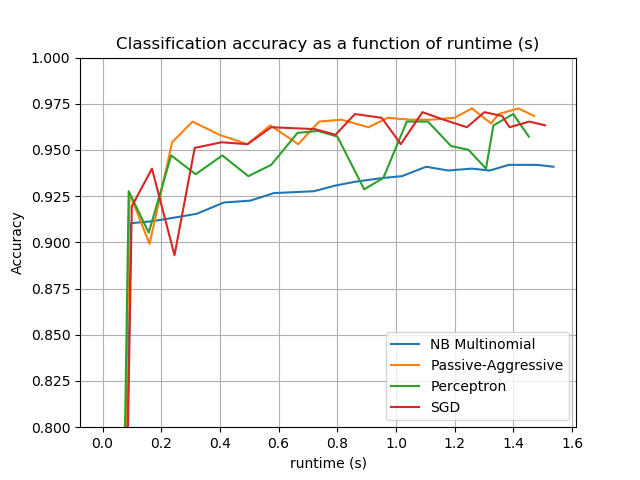 Classification accuracy as a function of runtime (s)
1.000
0.975
0.950
0.925
0.900
0.875
0.850
0.825
0.800
Accuracy
NB Multinomial
Passive-Aggressive
Perceptron
SGD
0.0 0.2 0.4 0.6 0.8 1.0 1.2 1.4 1.6
runtime (s)